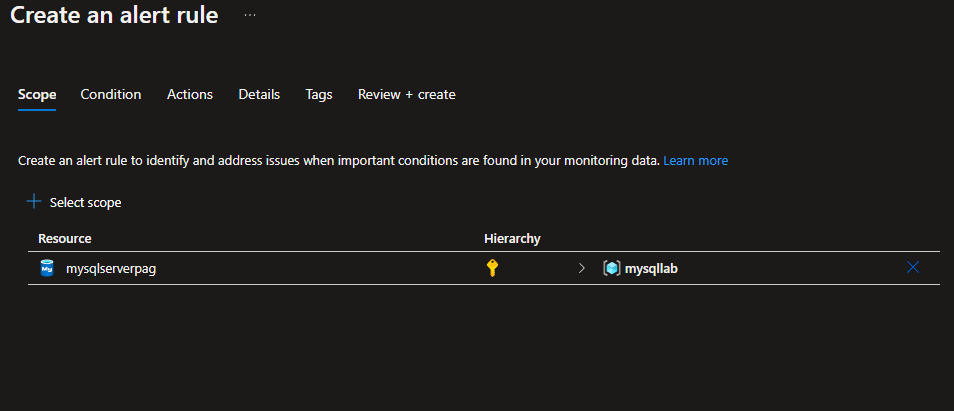 Create an alert rule ...
Scope Condition Actions Details Tags Review + create
Create an alert rule to identify and address issues when important conditions are found in your monitoring data. Learn more
+ Select scope
Resource Hierarchy
My mysqlserverpag > mysqllab